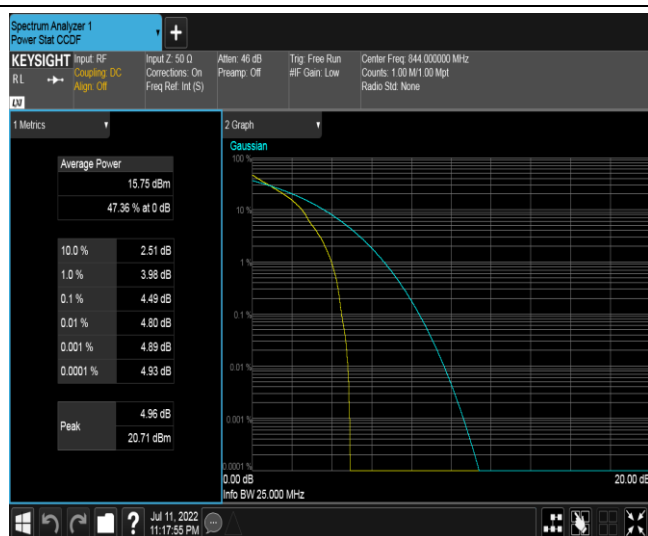 Spectrum Analyzer 1
Power Stat CCDF
KEYSIGHT
RL
LXI
Input: RF
Coupling: DC
Align: Off
Input Z: 50 Ω
Corrections: On
Freq Ref: Int (S)
Atten: 46 dB
Preamp: Off
Trig: Free Run
#IF Gain: Low
Center Freq: 844.000000 MHz
Counts: 1.00 M/1.00 Mpt
Radio Std: None
1 Metrics
Average Power
15.75 dBm
47.36 % at 0 dB
10.0 % 2.51 dB
1.0 % 3.98 dB
0.1 % 4.49 dB
0.01 % 4.80 dB
0.001 % 4.89 dB
0.0001 % 4.93 dB
Peak
4.96 dB
20.71 dBm
2 Graph
Gaussian
100 %
10 %
1 %
0.1 %
0.01 %
0.001 %
0.0001 %
0.00 dB 20.00 dB
Info BW 25.000 MHz
?
Jul 11, 2022
11:17:55 PM